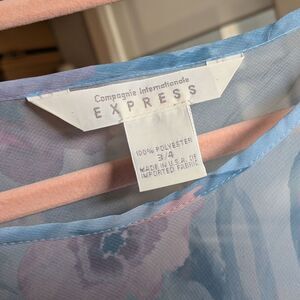 Compagnie Internationale
EXPRESS
100% POLYESTER
3/4
MADE IN U.S.A. OF
IMPORTED FABRIC